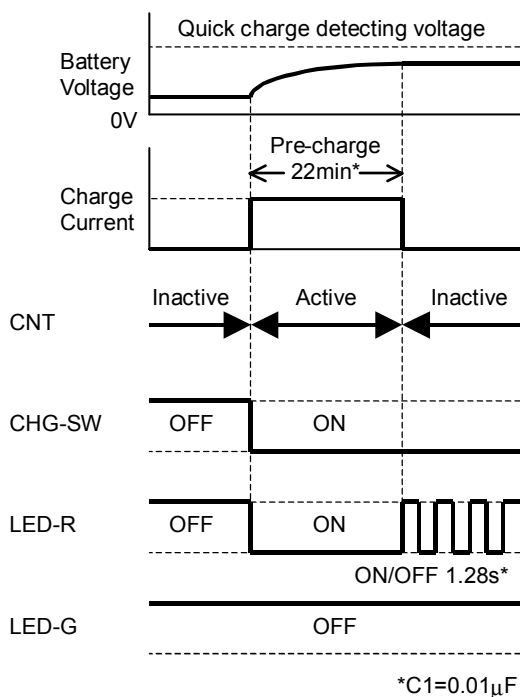 Quick charge detecting voltage
Battery
Voltage
0V
Pre-charge
22min*
Charge
Current
Inactive Active Inactive
CNT
CHG-SW OFF ON
LED-R OFF ON
ON/OFF 1.28s*
LED-G OFF
*C1=0.01μF